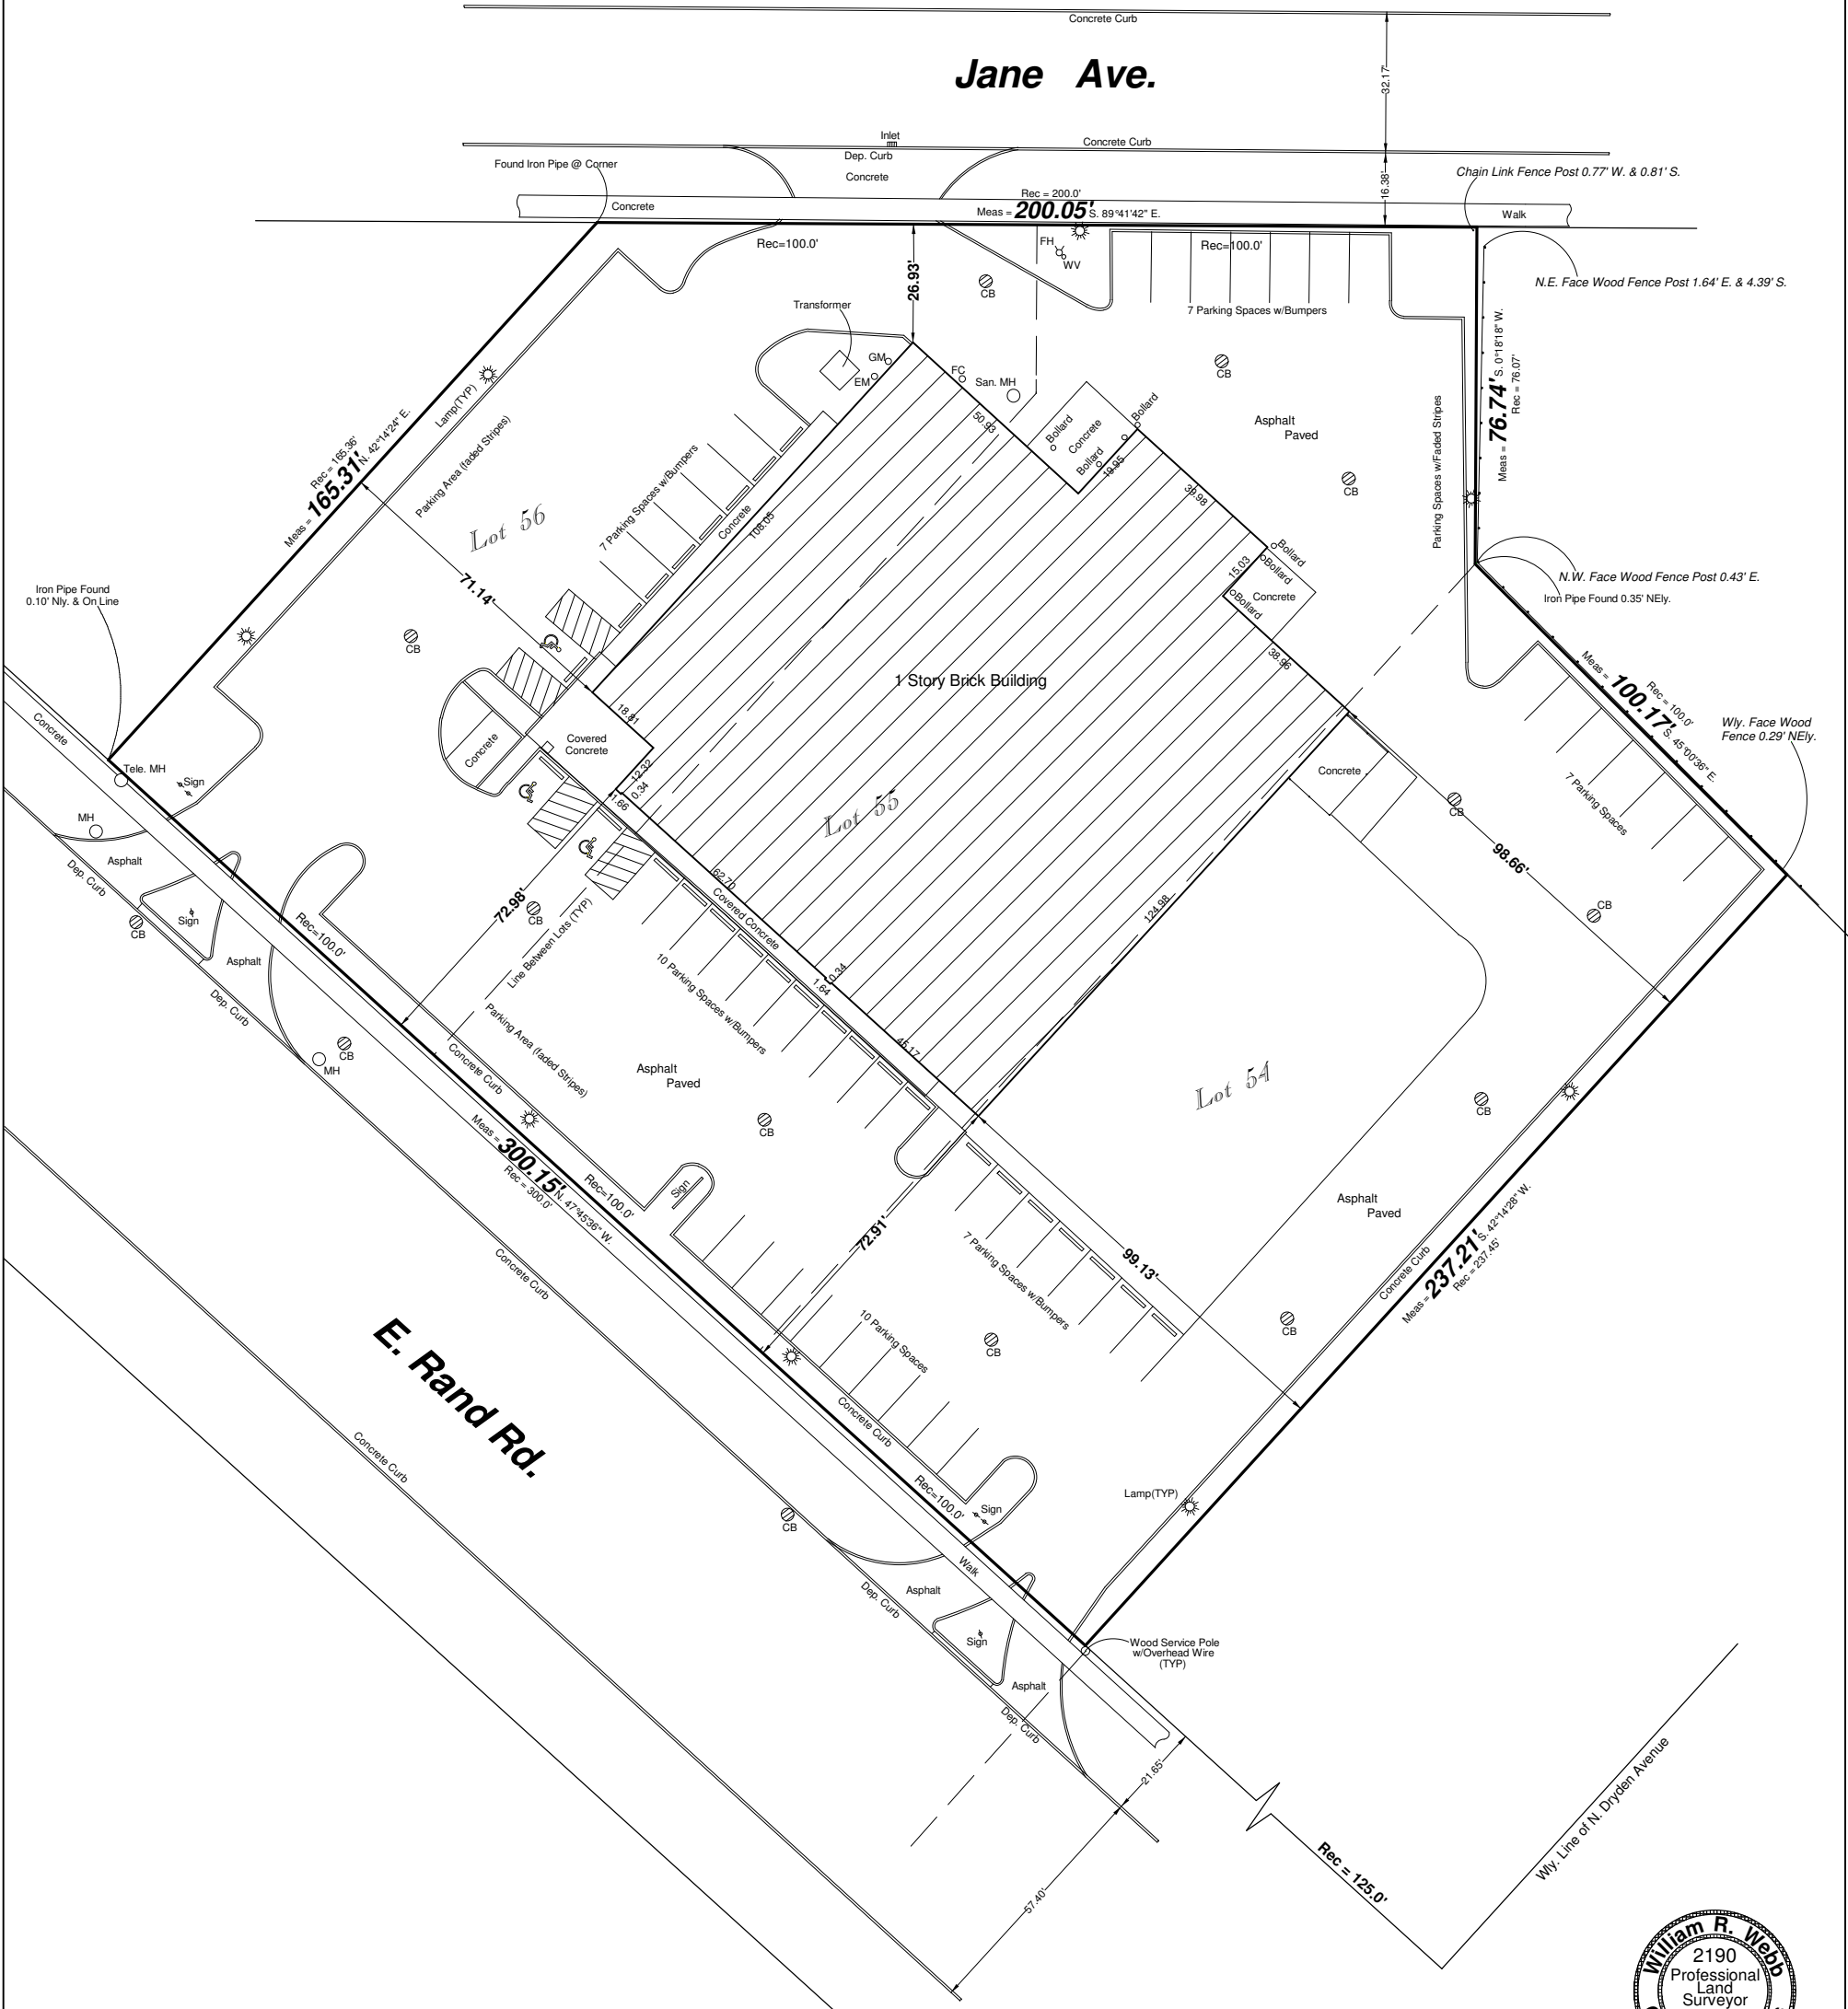 Concrete Curb
Jane Ave.
32.17'
Inlet
Concrete Curb
Dep. Curb
Found Iron Pipe @ Corner
Concrete
16.38'
Chain Link Fence Post 0.77' W. & 0.81' S.
Rec = 200.0'
Concrete
Meas = 200.05' S. 89°41'42" E.
Walk
Rec=100.0'
FH
WV
Rec=100.0'
26.93'
CB
N.E. Face Wood Fence Post 1.64' E. & 4.39' S.
Transformer
7 Parking Spaces w/Bumpers
GM
EM
FC
San. MH
CB
Meas = 76.74' S. 0°18'18" W.
Rec = 76.07'
Lamp(TYP)
Rec = 165.36'
Meas = 165.31' N. 42°14'24" E.
Parking Area (faded Stripes)
50.93
Bollard
Bollard
Concrete
Bollard
19.95
Asphalt
Paved
Parking Spaces w/Faded Stripes
Lot 56
7 Parking Spaces w/Bumpers
Concrete
108.05
39.98
CB
71.14'
Bollard
Bollard
15.03
Concrete
Bollard
N.W. Face Wood Fence Post 0.43' E.
Iron Pipe Found 0.35' NEly.
Iron Pipe Found
0.10' Nly. & On Line
CB
38.96
1 Story Brick Building
Rec = 100.0'
Meas = 100.17' S. 45°00'36" E.
Wly. Face Wood
Fence 0.29' NEly.
Concrete
18.81
Covered
Concrete
Concrete
12.32
0.34
1.66
Tele. MH
Sign
MH
Concrete
CB
7 Parking Spaces
Lot 55
98.66'
Asphalt
Dep. Curb
Sign
CB
Rec=100.0'
72.98'
CB
62.70
Covered Concrete
124.98
CB
Line Between Lots (TYP)
Asphalt
Dep. Curb
10 Parking Spaces w/Bumpers
0.34
1.64
Parking Area (faded Stripes)
CB
MH
Concrete Curb
45.17
Asphalt
Paved
CB
Lot 54
CB
Meas = 300.15' N. 47°45'36" W.
Rec = 300.0'
Rec=100.0'
Sign
Asphalt
Paved
72.91'
99.13'
7 Parking Spaces w/Bumpers
Concrete Curb
Concrete Curb
Meas = 237.21' S. 42°14'28" W.
Rec = 237.45'
10 Parking Spaces
CB
CB
E. Rand Rd.
Concrete Curb
Concrete Curb
Rec=100.0'
Sign
Lamp(TYP)
CB
Walk
Asphalt
Dep. Curb
Sign
Wood Service Pole
w/Overhead Wire
(TYP)
Asphalt
Dep. Curb
21.65'
57.40'
Rec = 125.0'
Wly. Line of N. Dryden Avenue
William R. Webb
2190
Professional
Land
Surveyor